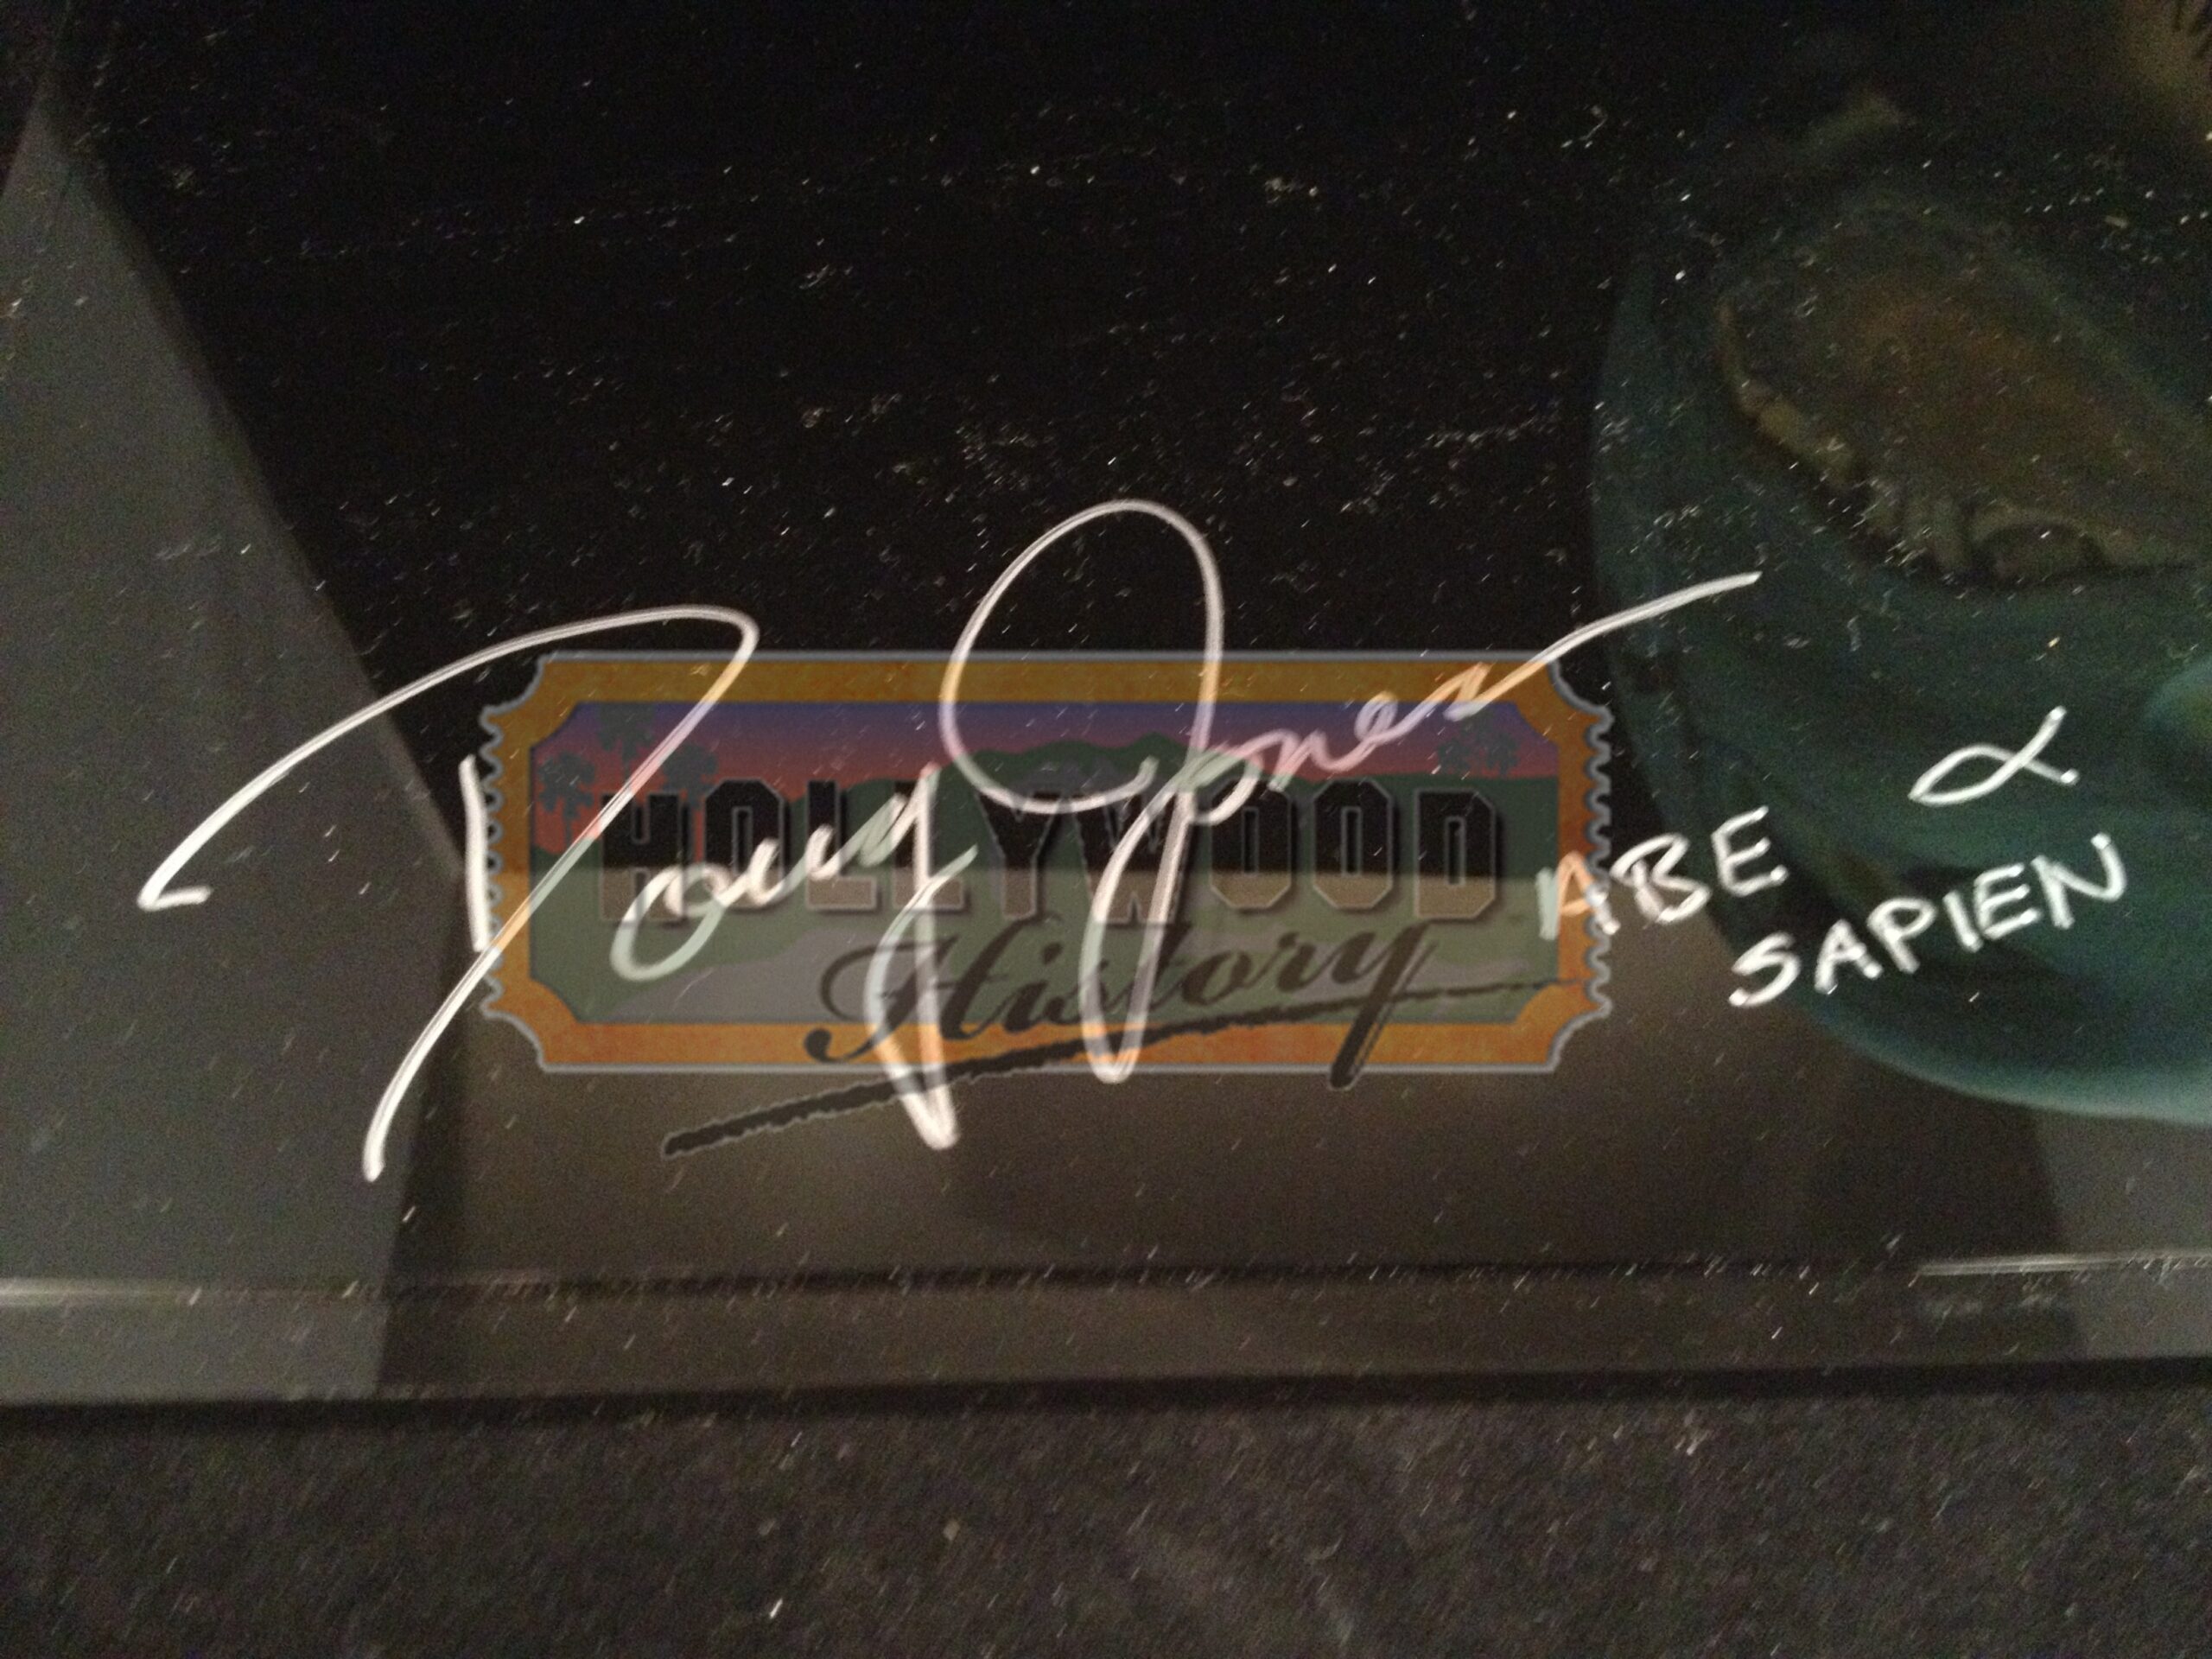 Doug Jones
ABE
SAPIEN
HOLLYWOOD
History